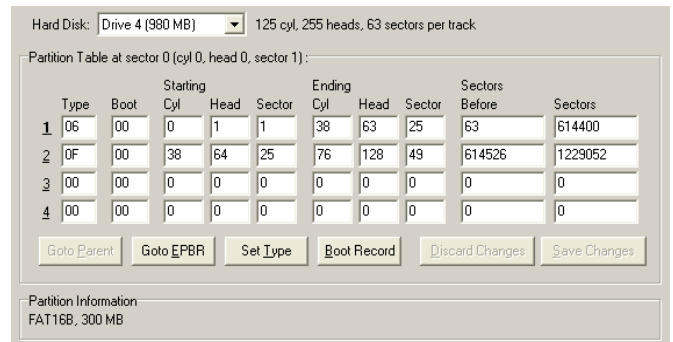 Hard Disk: Drive 4 (980 MB) 125 cyl, 255 heads, 63 sectors per track
Partition Table at sector 0 (cyl 0, head 0, sector 1) :
Starting Ending Sectors
Type Boot Cyl Head Sector Cyl Head Sector Before Sectors
1 06 00 0 1 1 38 63 25 63 614400
2 0F 00 38 64 25 76 128 49 614526 1229052
3 00 00 0 0 0 0 0 0 0 0
4 00 00 0 0 0 0 0 0 0 0
Goto Parent Goto EPBR Set Type Boot Record Discard Changes Save Changes
Partition Information
FAT16B, 300 MB